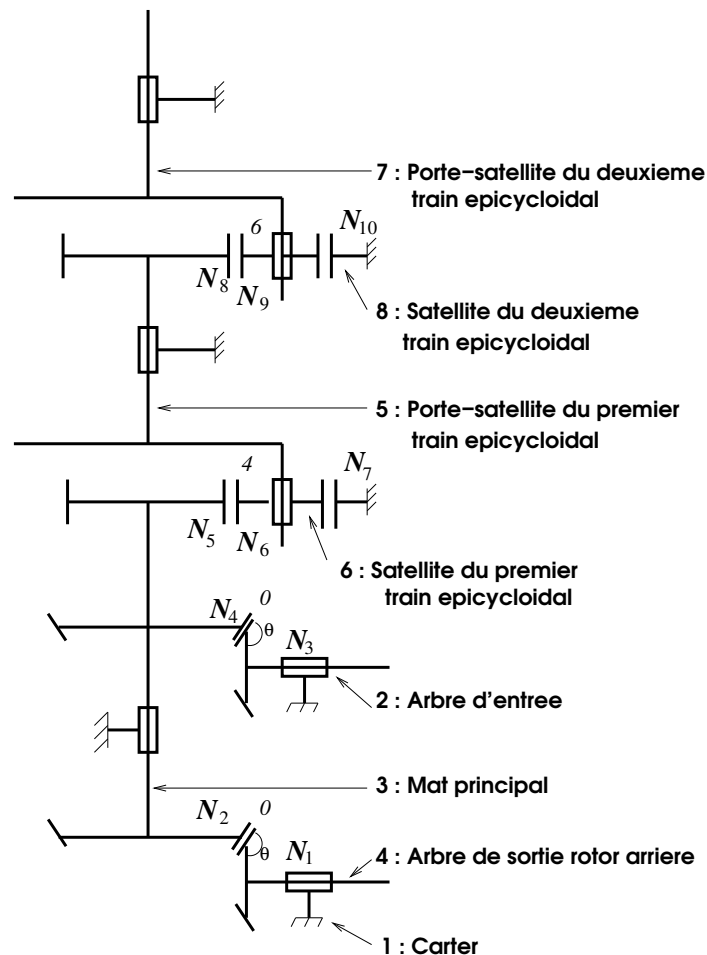 7 : Porte-satellite du deuxieme
train epicycloidal
6
N10
N8
N9
8 : Satellite du deuxieme
train epicycloidal
5 : Porte-satellite du premier
train epicycloidal
4
N7
N5
N6
6 : Satellite du premier
train epicycloidal
N4
0
θ
N3
2 : Arbre d'entree
3 : Mat principal
N2
0
θ
N1
4 : Arbre de sortie rotor arriere
1 : Carter